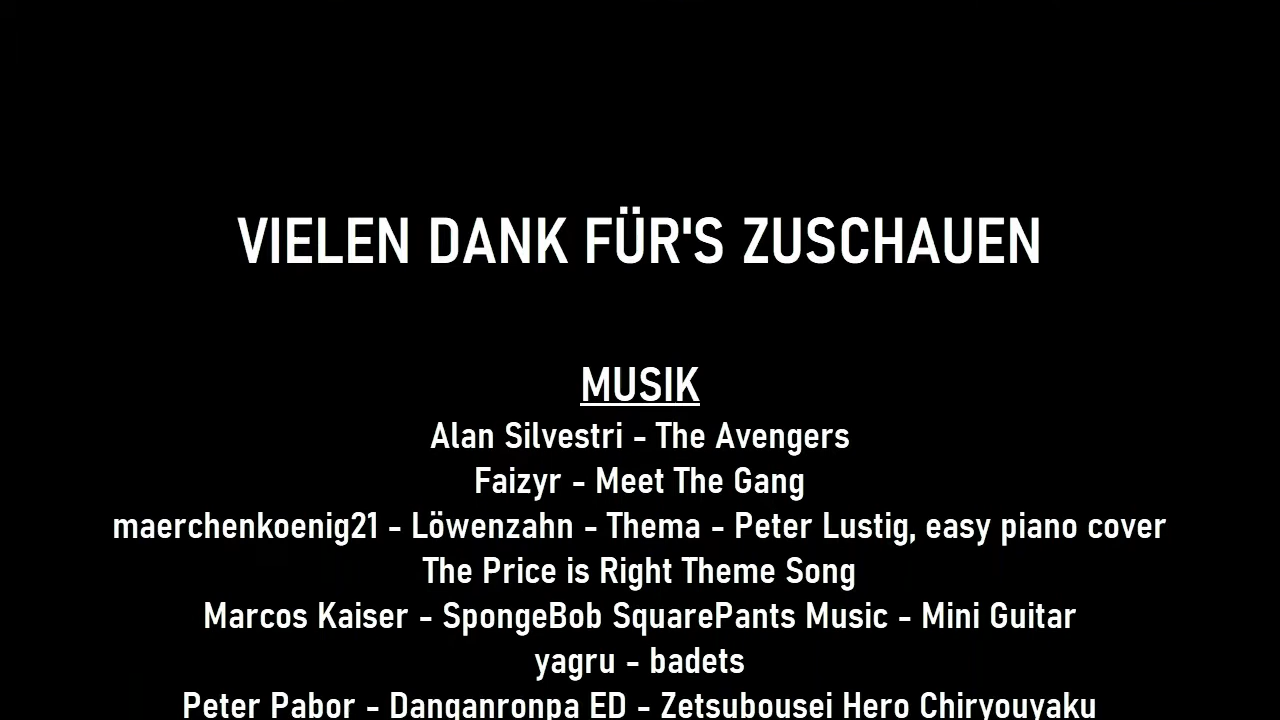 VIELEN DANK FÜR'S ZUSCHAUEN
MUSIK
Alan Silvestri - The Avengers
Faizyr - Meet The Gang
maerchenkoenig21 - Löwenzahn - Thema - Peter Lustig, easy piano cover
The Price is Right Theme Song
Marcos Kaiser - SpongeBob SquarePants Music - Mini Guitar
yagru - badets
Peter Pabor - Danganronpa ED - Zetsubousei Hero Chiryouyaku